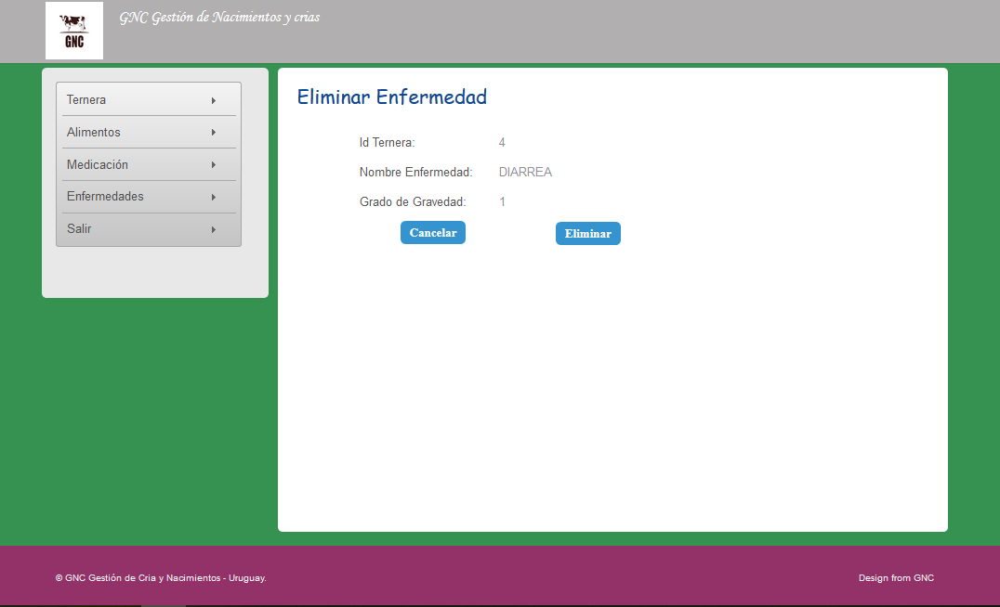 GNC Gestión de Nacimientos y crias
GNC
Ternera
Alimentos
Medicación
Enfermedades
Salir
Eliminar Enfermedad
Id Ternera: 4
Nombre Enfermedad: DIARREA
Grado de Gravedad: 1
Cancelar Eliminar
© GNC Gestión de Cria y Nacimientos - Uruguay. Design from GNC